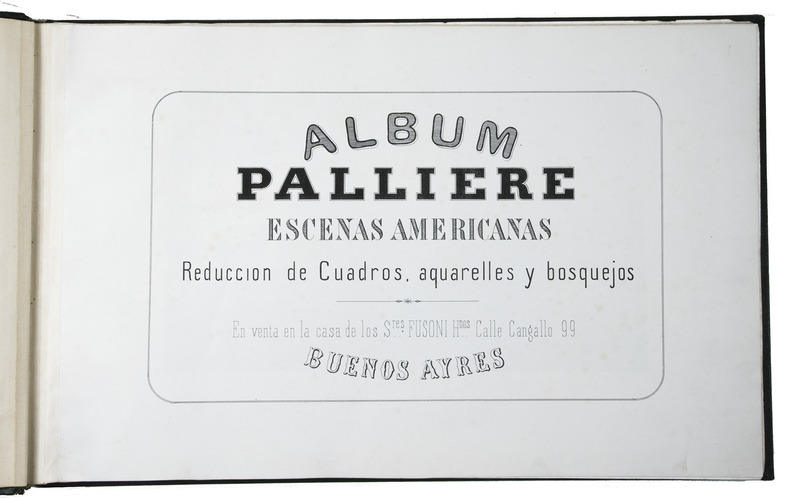 ALBUM
PALLIERE
ESCENAS AMERICANAS
Reduccion de Cuadros, aquarelles y bosquejos
En venta en la casa de los Sres FUSONI Hnos Calle Cangallo 99
BUENOS AYRES